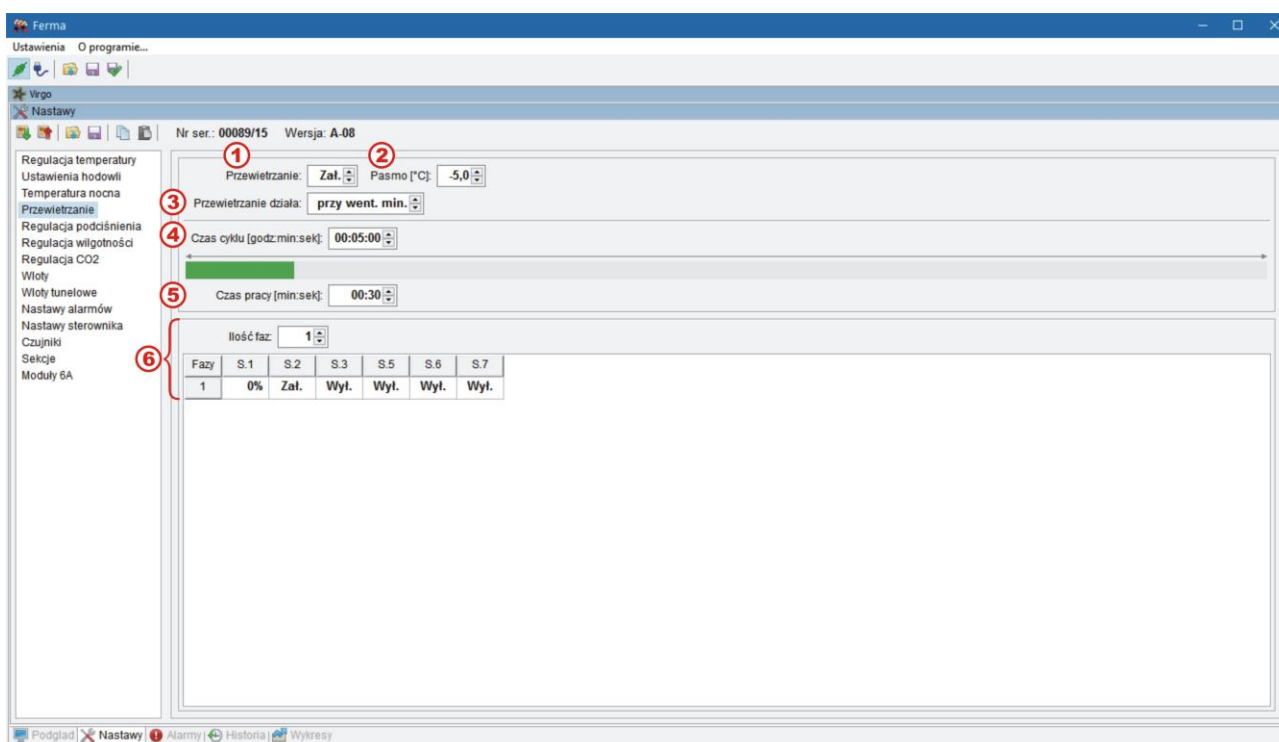 Ferma
Ustawienia O programie...
Virgo
Nastawy
Nr ser.: 00089/15 Wersja: A-08
Regulacja temperatury
Ustawienia hodowli
Temperatura nocna
Przewietrzanie
Regulacja podciśnienia
Regulacja wilgotności
Regulacja CO2
Wloty
Wloty tunelowe
Nastawy alarmów
Nastawy sterownika
Czujniki
Sekcje
Moduły 6A
1 2
Przewietrzanie: Zał. Pasmo [°C]: -5,0
3 Przewietrzanie działa: przy went. min.
4 Czas cyklu [godz:min:sek]: 00:05:00
5 Czas pracy [min:sek]: 00:30
6
Ilość faz: 1
Fazy S.1 S.2 S.3 S.5 S.6 S.7
1 0% Zał. Wył. Wył. Wył. Wył.
Podgląd Nastawy Alarmy Historia Wykresy